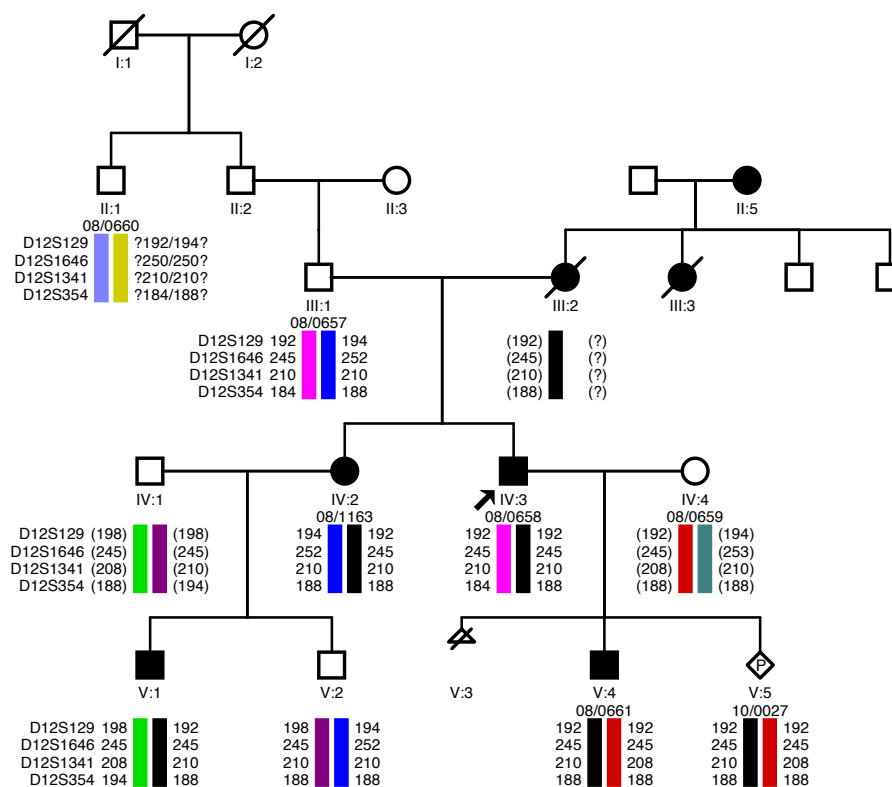 I:1 I:2
II:1 II:2 II:3 II:5
08/0660
D12S129 ?192/194?
D12S1646 ?250/250?
D12S1341 ?210/210?
D12S354 ?184/188?
III:1 III:2 III:3
08/0657
D12S129 192 194 (192) (?)
D12S1646 245 252 (245) (?)
D12S1341 210 210 (210) (?)
D12S354 184 188 (188) (?)
IV:1 IV:2 IV:3 IV:4
08/1163 08/0658 08/0659
D12S129 (198) (198) 194 192 192 192 (192) (194)
D12S1646 (245) (245) 252 245 245 245 (245) (253)
D12S1341 (208) (210) 210 210 210 210 (208) (210)
D12S354 (188) (194) 188 188 184 188 (188) (188)
P
V:1 V:2 V:3 V:4 V:5
08/0661 10/0027
D12S129 198 192 198 194 192 192 192 192
D12S1646 245 245 245 252 245 245 245 245
D12S1341 208 210 210 210 210 208 210 208
D12S354 194 188 188 188 188 188 188 188